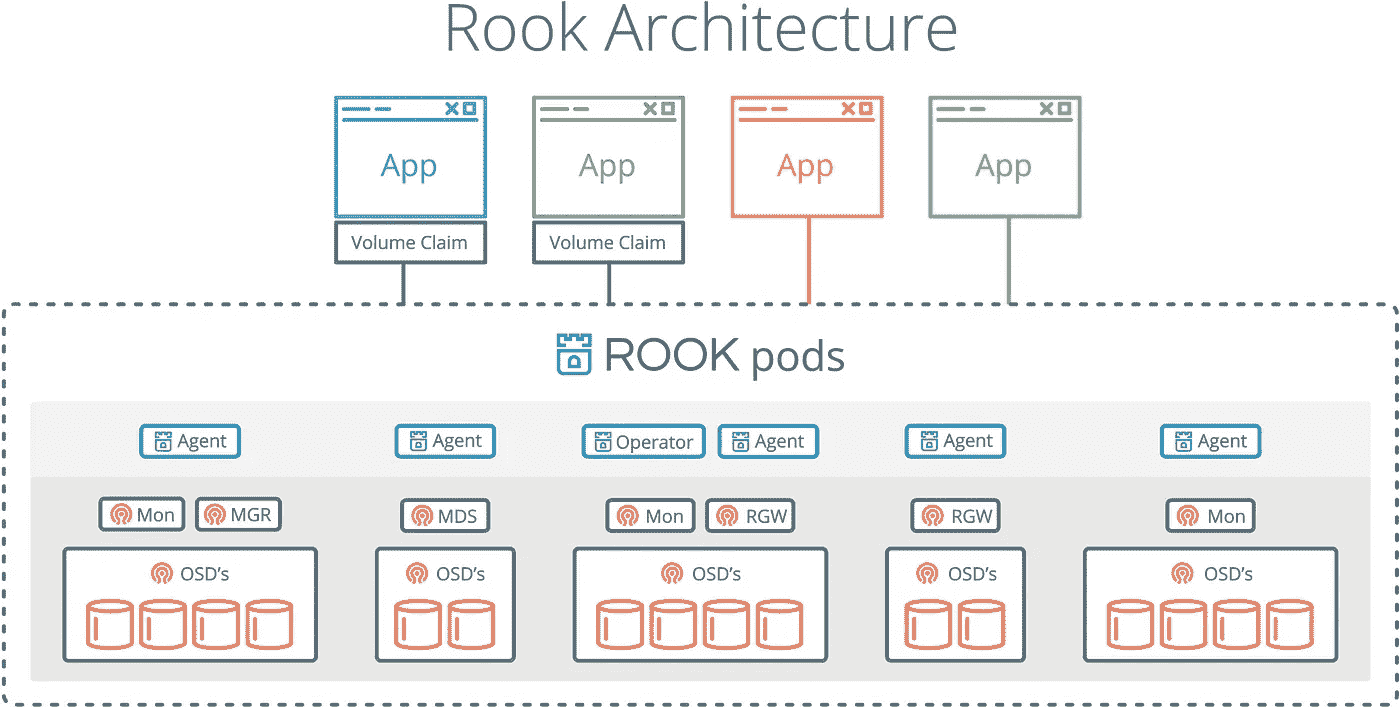 Rook Architecture
App
App
App
App
Volume Claim
Volume Claim
ROOK pods
Agent
Agent
Operator
Agent
Agent
Agent
Mon
MGR
MDS
Mon
RGW
RGW
Mon
OSD's
OSD's
OSD's
OSD's
OSD's